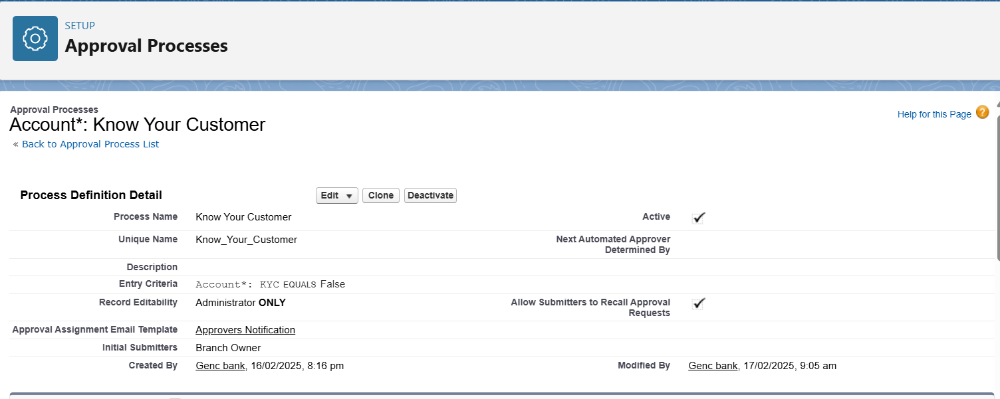 SETUP
Approval Processes
Approval Processes
Account*: Know Your Customer
« Back to Approval Process List
Help for this Page ?
Process Definition Detail
Edit ▼ Clone Deactivate
Process Name Know Your Customer Active ✓
Unique Name Know_Your_Customer Next Automated Approver
Determined By
Description
Entry Criteria Account*: KYC EQUALS False
Record Editability Administrator ONLY Allow Submitters to Recall Approval ✓
Requests
Approval Assignment Email Template Approvers Notification
Initial Submitters Branch Owner
Created By Genc bank, 16/02/2025, 8:16 pm Modified By Genc bank, 17/02/2025, 9:05 am